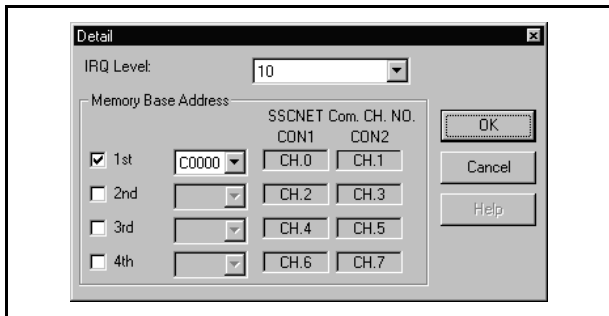 Detail
IRQ Level: 10
Memory Base Address
SSCNET Com. CH. NO.
CON1 CON2
1st C0000 CH.0 CH.1
2nd CH.2 CH.3
3rd CH.4 CH.5
4th CH.6 CH.7
OK
Cancel
Help